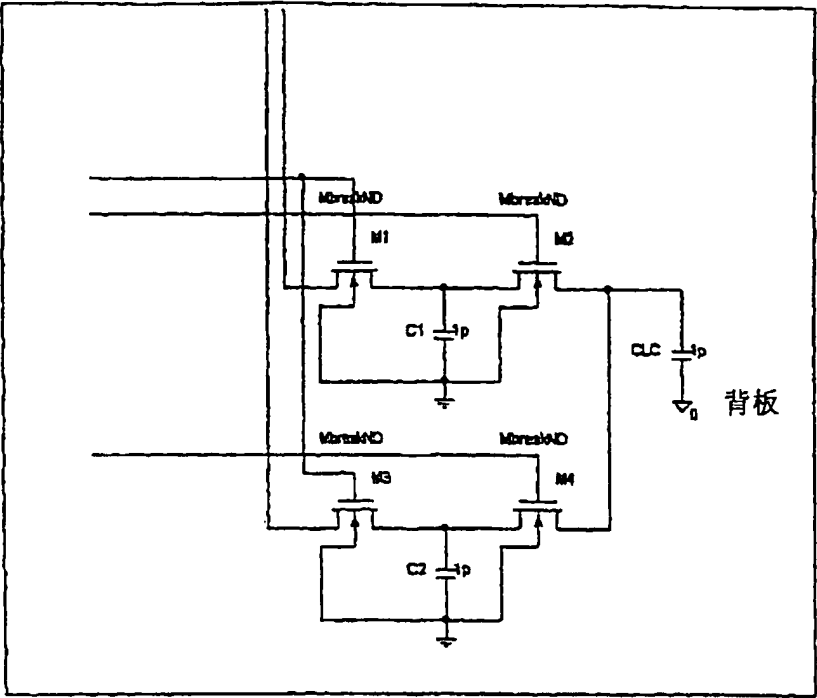 MbreakND
MbreakND
M1
M2
C1
1p
CLC
1p
0
背板
MbreakND
MbreakND
M3
M4
C2
1p